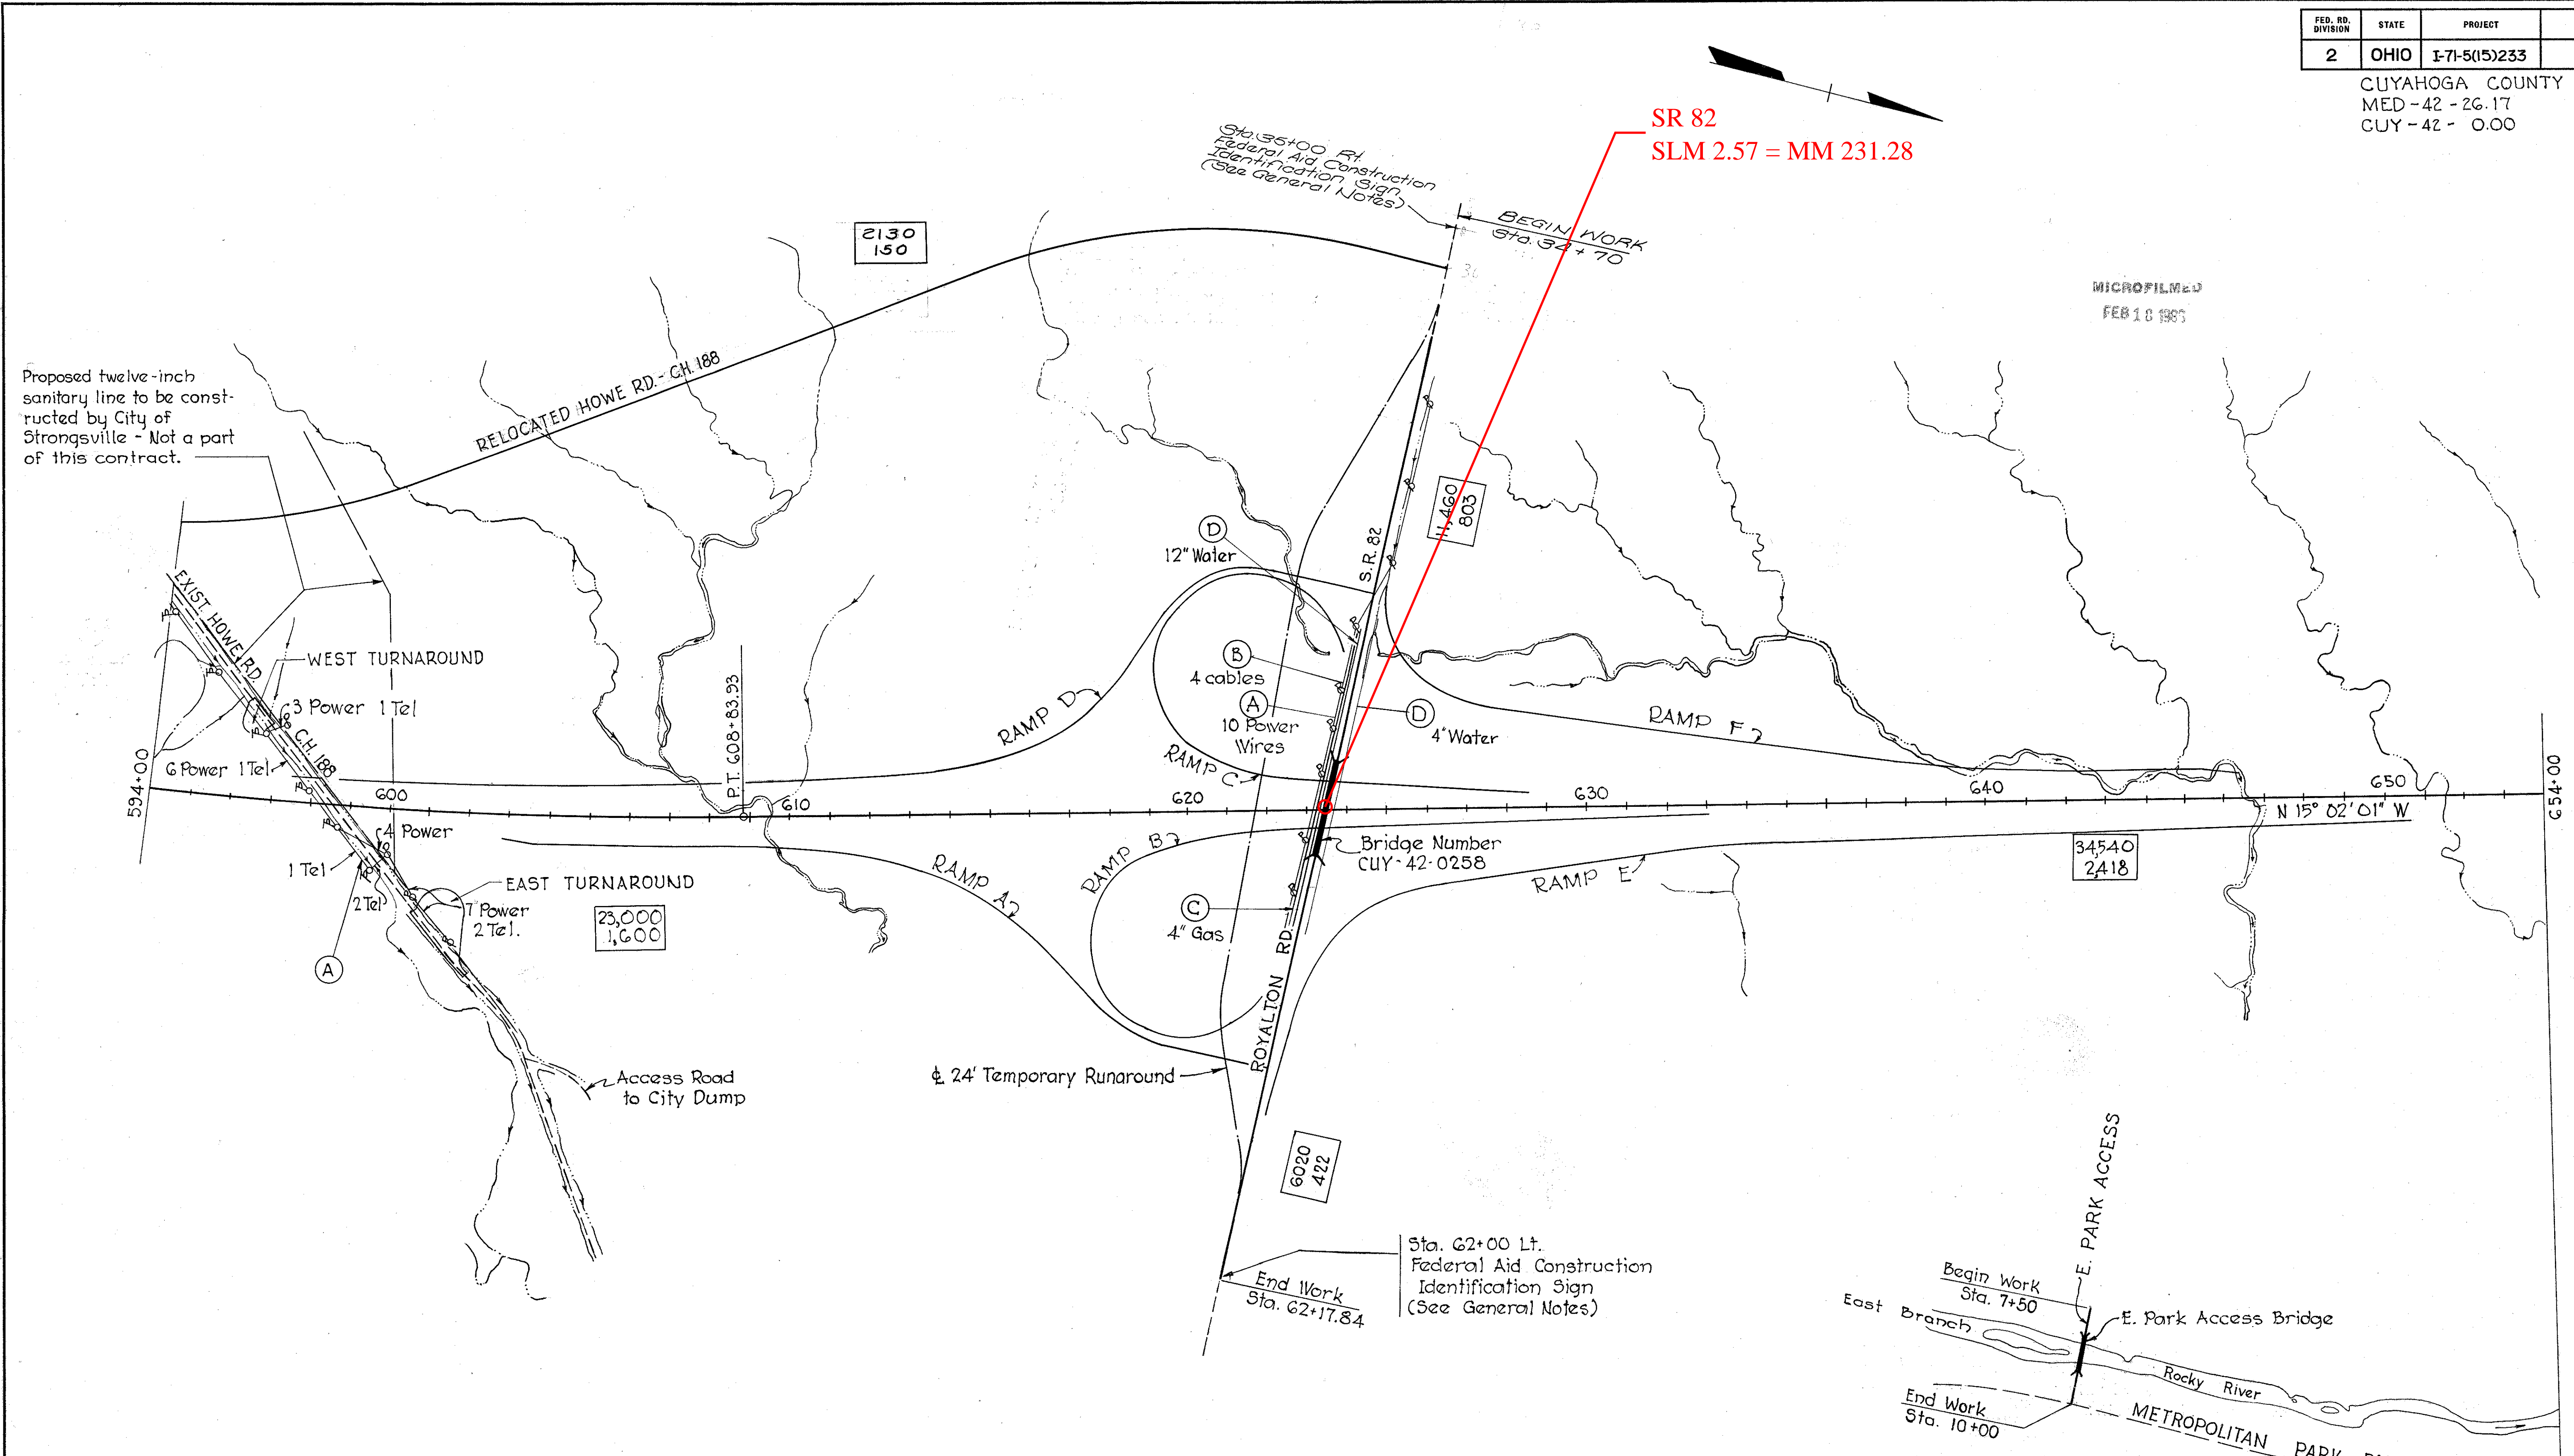 FED. RD. DIVISION STATE PROJECT
2 OHIO I-71-5(15)233
CUYAHOGA COUNTY
MED-42-26.17
CUY-42- 0.00
SR 82
SLM 2.57 = MM 231.28
Sta. 35+00 Rt.
Federal Aid Construction
Identification Sign
(See General Notes)
BEGIN WORK
Sta. 34+70
2130
150
MICROFILMED
FEB 18
Proposed twelve-inch
sanitary line to be const-
ructed by City of
Strongsville - Not a part
of this contract.
RELOCATED HOWE RD. - C.H. 188
11,460
803
D
12" Water
S.R. 82
EXIST. HOWE RD.
WEST TURNAROUND
B
4 cables
3 Power 1 Tel
C.H. 188
A
10 Power
Wires
D
4" Water
RAMP D
RAMP C
RAMP F
P.T. 608+83.93
6 Power 1 Tel
594+00
600
610
620
630
640
650
654+00
N 15° 02' 01" W
4 Power
1 Tel
2 Tel
A
EAST TURNAROUND
7 Power
2 Tel.
23,000
1,600
RAMP A
RAMP B
Bridge Number
CUY-42-0258
RAMP E
34,540
2,418
C
4" Gas
ROYALTON RD.
℄ 24' Temporary Runaround
Access Road
to City Dump
6020
422
End Work
Sta. 62+17.84
Sta. 62+00 Lt.
Federal Aid Construction
Identification Sign
(See General Notes)
E. PARK ACCESS
Begin Work
Sta. 7+50
E. Park Access Bridge
East Branch
Rocky River
End Work
Sta. 10+00
METROPOLITAN PARK